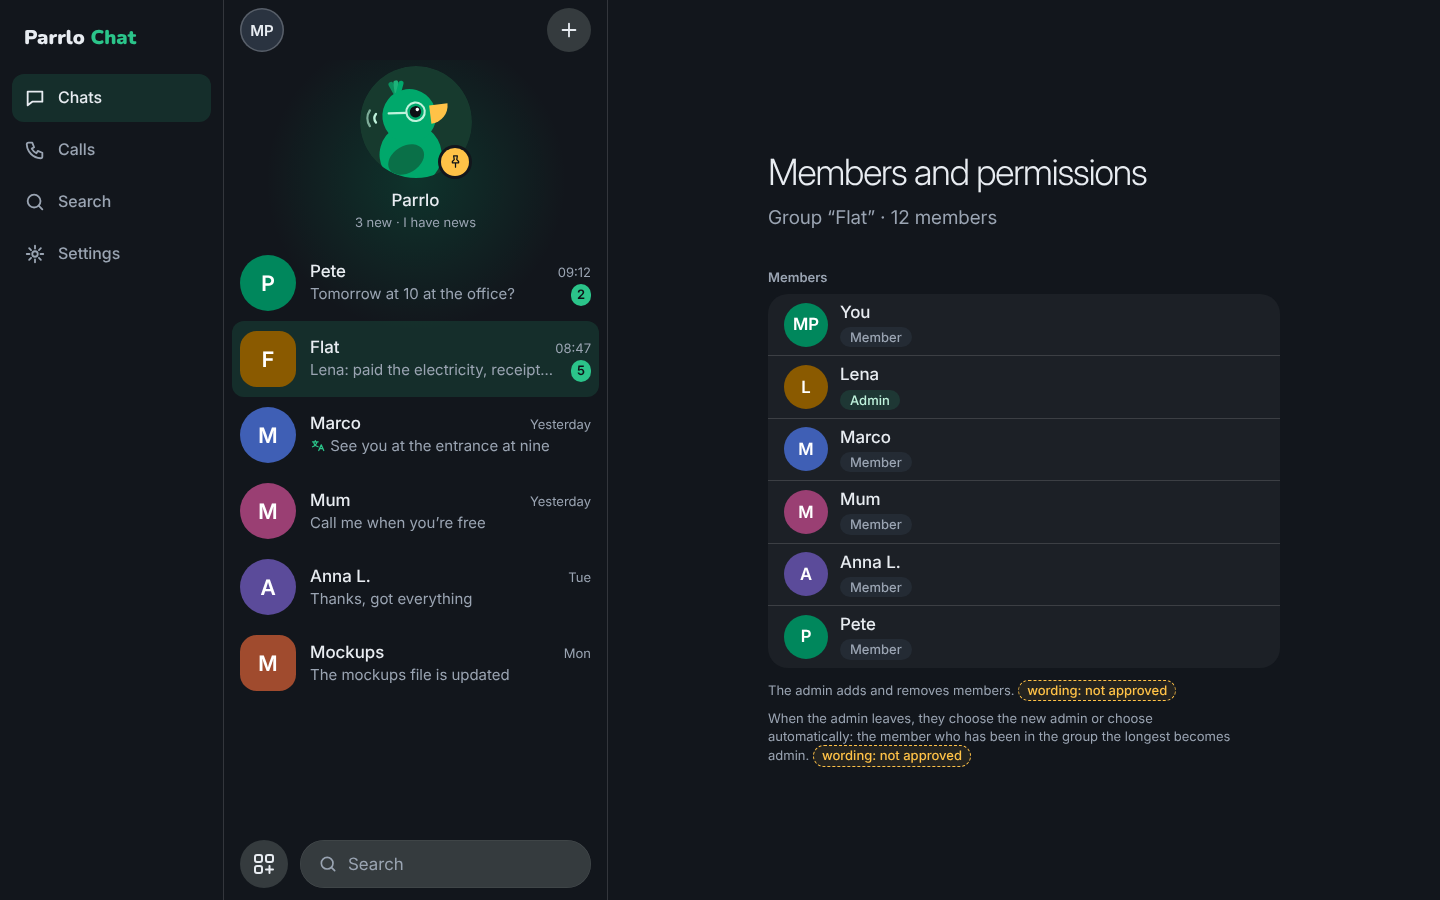 Parrlo Chat
Chats
Calls
Search
Settings
MP
Parrlo
3 new · I have news
P
Pete
09:12
Tomorrow at 10 at the office?
2
F
Flat
08:47
Lena: paid the electricity, receipt...
5
M
Marco
Yesterday
See you at the entrance at nine
M
Mum
Yesterday
Call me when you’re free
A
Anna L.
Tue
Thanks, got everything
M
Mockups
Mon
The mockups file is updated
Search
Members and permissions
Group “Flat” · 12 members
Members
MP
You
Member
L
Lena
Admin
M
Marco
Member
M
Mum
Member
A
Anna L.
Member
P
Pete
Member
The admin adds and removes members. wording: not approved
When the admin leaves, they choose the new admin or choose
automatically: the member who has been in the group the longest becomes
admin. wording: not approved